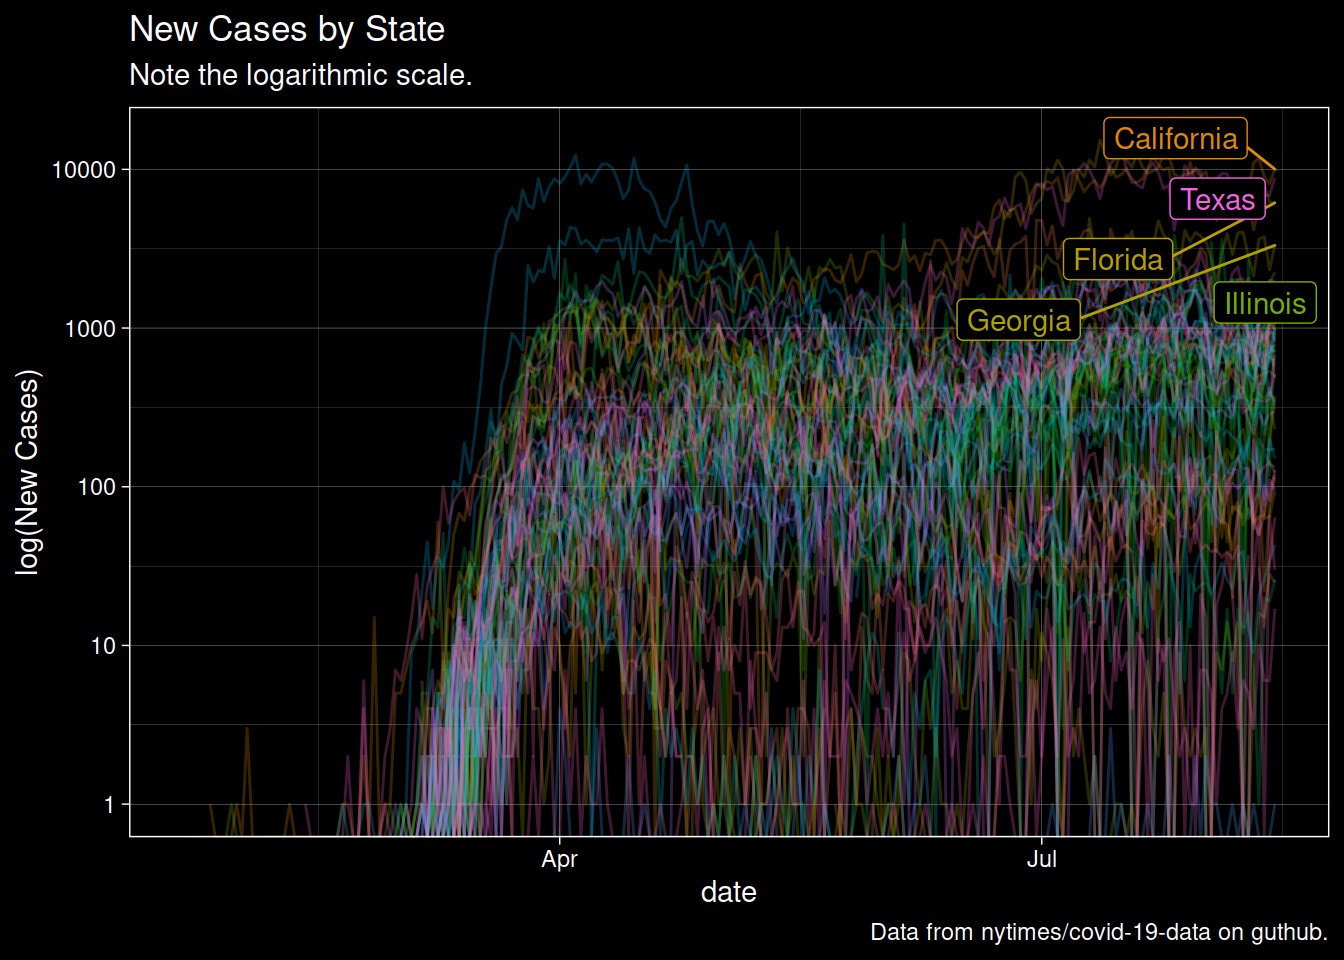 New Cases by State
Note the logarithmic scale.
California
10000
Texas
Florida
Illinois
Georgia
1000
log(New Cases)
100
10
1
Apr
Jul
date
Data from nytimes/covid-19-data on guthub.